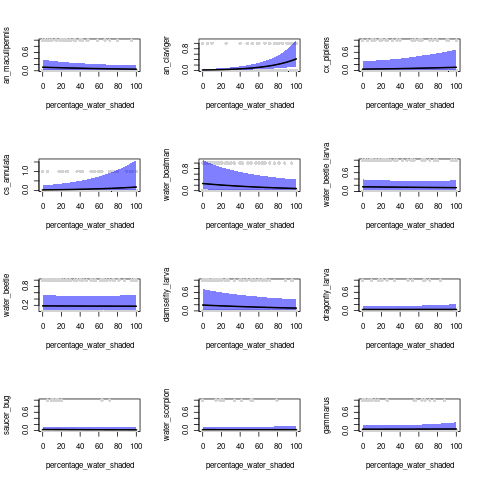 an_maculipennis
0.0 0.6
0 20 40 60 80 100
percentage_water_shaded
an_claviger
0.0 0.4 0.8
0 20 40 60 80 100
percentage_water_shaded
cx_pipiens
0.0 0.6
0 20 40 60 80 100
percentage_water_shaded
cs_annulata
0.0 1.0
0 20 40 60 80 100
percentage_water_shaded
water_boatman
0.0 0.4 0.8
0 20 40 60 80 100
percentage_water_shaded
water_beetle_larva
0.0 0.6
0 20 40 60 80 100
percentage_water_shaded
water_beetle
0.2 0.8
0 20 40 60 80 100
percentage_water_shaded
damselfly_larva
0.0 0.6
0 20 40 60 80 100
percentage_water_shaded
dragonfly_larva
0.0 0.6
0 20 40 60 80 100
percentage_water_shaded
saucer_bug
0.0 0.6
0 20 40 60 80 100
percentage_water_shaded
water_scorpion
0.0 0.6
0 20 40 60 80 100
percentage_water_shaded
gammarus
0.0 0.6
0 20 40 60 80 100
percentage_water_shaded